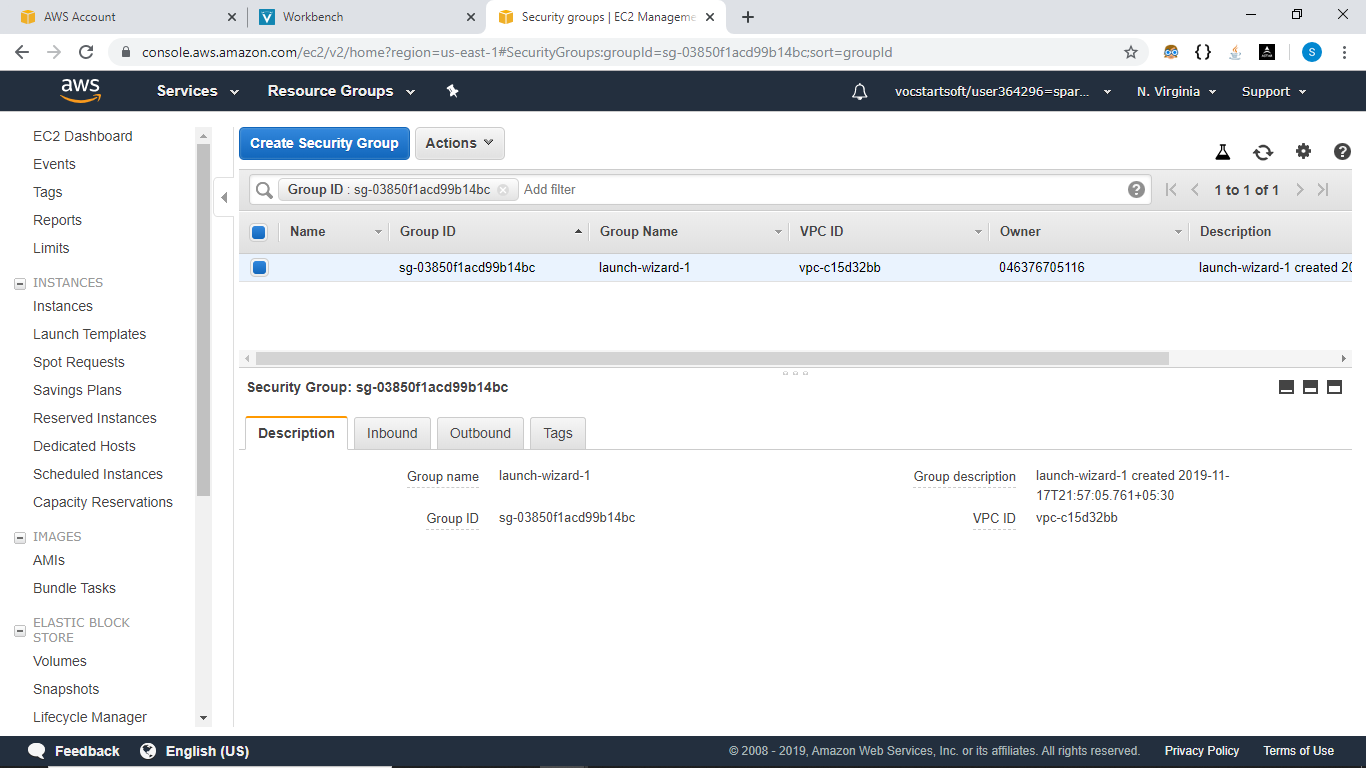 AWS Account
Workbench
Security groups | EC2 Manageme
console.aws.amazon.com/ec2/v2/home?region=us-east-1#SecurityGroups:groupId=sg-03850f1acd99b14bc;sort=groupId
S
aws
Services
Resource Groups
vocstartsoft/user364296=spar...
N. Virginia
Support
EC2 Dashboard
Events
Tags
Reports
Limits
INSTANCES
Instances
Launch Templates
Spot Requests
Savings Plans
Reserved Instances
Dedicated Hosts
Scheduled Instances
Capacity Reservations
IMAGES
AMIs
Bundle Tasks
ELASTIC BLOCK
STORE
Volumes
Snapshots
Lifecycle Manager
Create Security Group
Actions
Group ID : sg-03850f1acd99b14bc
Add filter
1 to 1 of 1
Name
Group ID
Group Name
VPC ID
Owner
Description
sg-03850f1acd99b14bc
launch-wizard-1
vpc-c15d32bb
046376705116
launch-wizard-1 created 20
Security Group: sg-03850f1acd99b14bc
Description
Inbound
Outbound
Tags
Group name
launch-wizard-1
Group description
launch-wizard-1 created 2019-11-
17T21:57:05.761+05:30
Group ID
sg-03850f1acd99b14bc
VPC ID
vpc-c15d32bb
Feedback
English (US)
© 2008 - 2019, Amazon Web Services, Inc. or its affiliates. All rights reserved.
Privacy Policy
Terms of Use